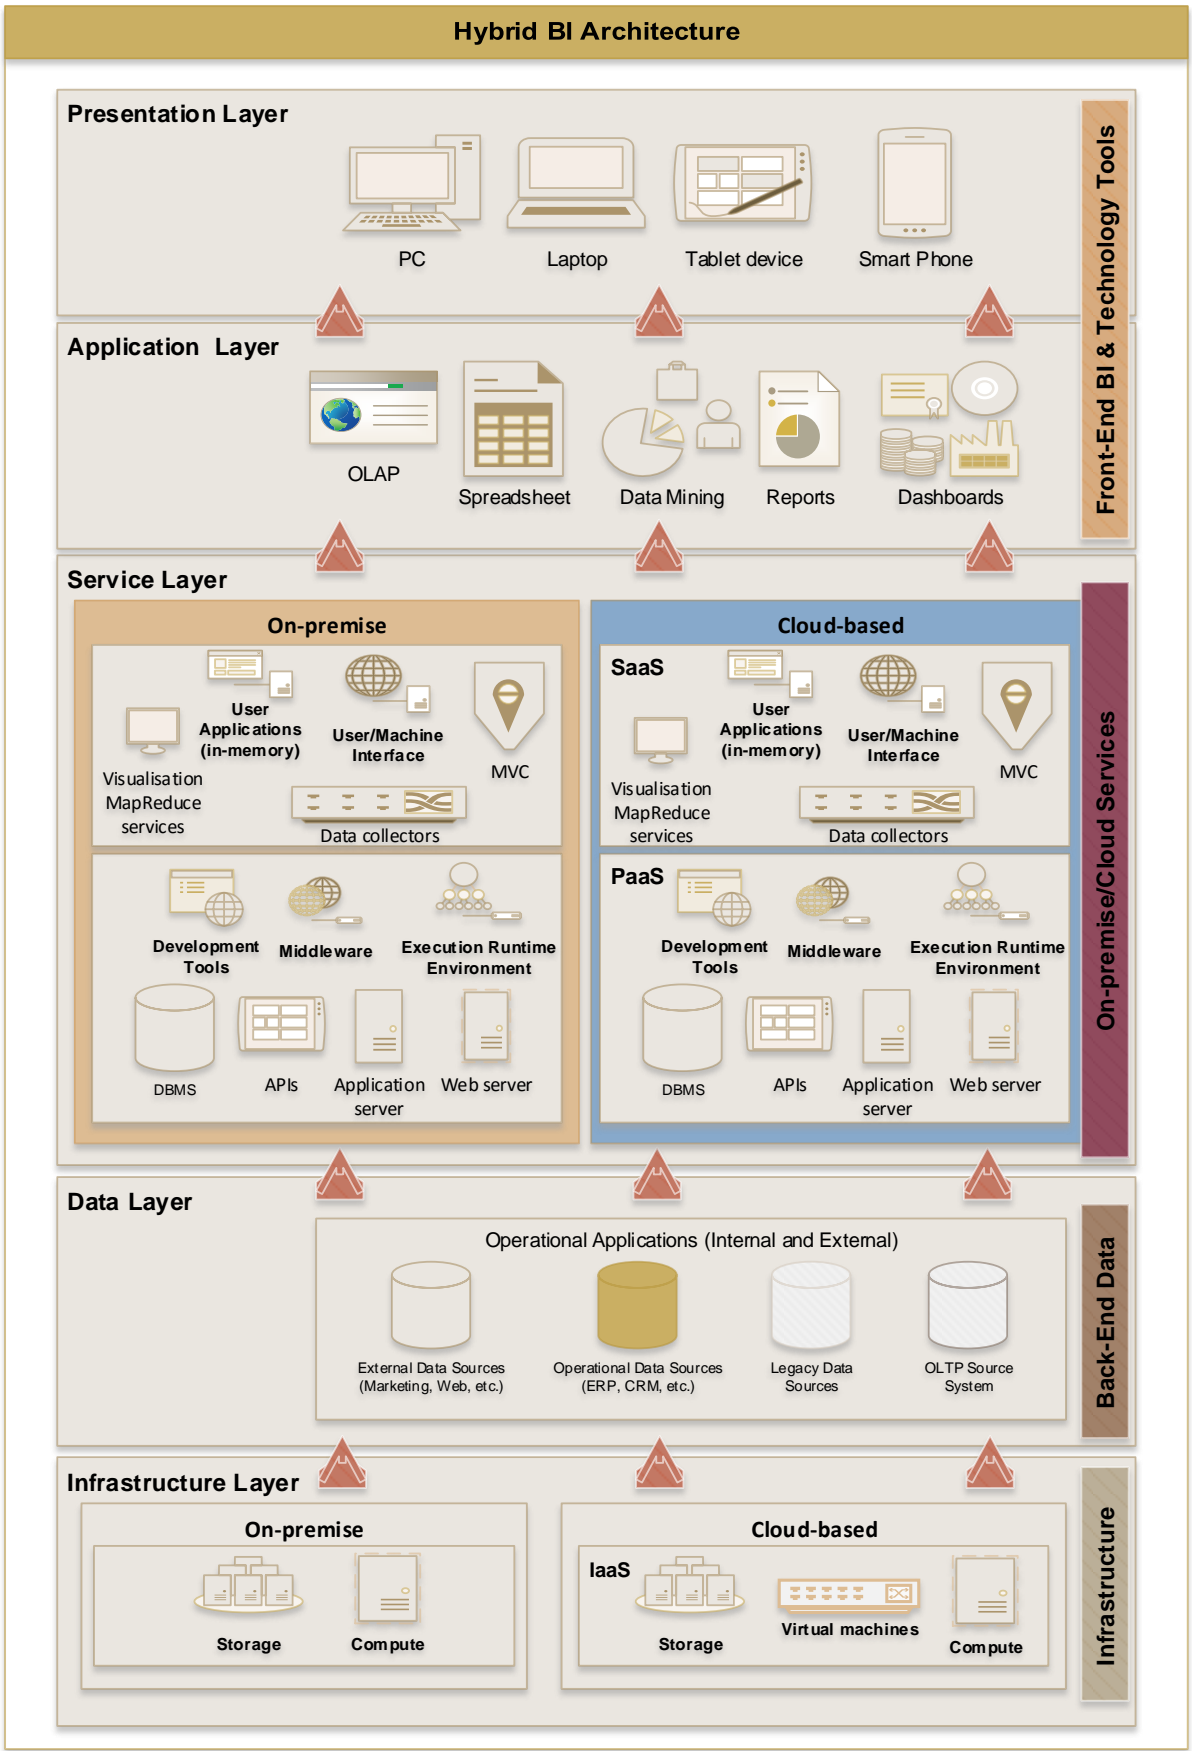 Hybrid BI Architecture
Presentation Layer
PC
Laptop
Tablet device
Smart Phone
Application Layer
OLAP
Spreadsheet
Data Mining
Reports
Dashboards
Front-End BI & Technology Tools
Service Layer
On-premise
User
Applications
(in-memory)
User/Machine
Interface
MVC
Visualisation
MapReduce
services
Data collectors
Development
Tools
Middleware
Execution Runtime
Environment
DBMS
APIs
Application
server
Web server
Cloud-based
SaaS
User
Applications
(in-memory)
User/Machine
Interface
MVC
Visualisation
MapReduce
services
Data collectors
PaaS
Development
Tools
Middleware
Execution Runtime
Environment
DBMS
APIs
Application
server
Web server
On-premise/Cloud Services
Data Layer
Operational Applications (Internal and External)
External Data Sources
(Marketing, Web, etc.)
Operational Data Sources
(ERP, CRM, etc.)
Legacy Data
Sources
OLTP Source
System
Back-End Data
Infrastructure Layer
On-premise
Storage
Compute
Cloud-based
IaaS
Storage
Virtual machines
Compute
Infrastructure